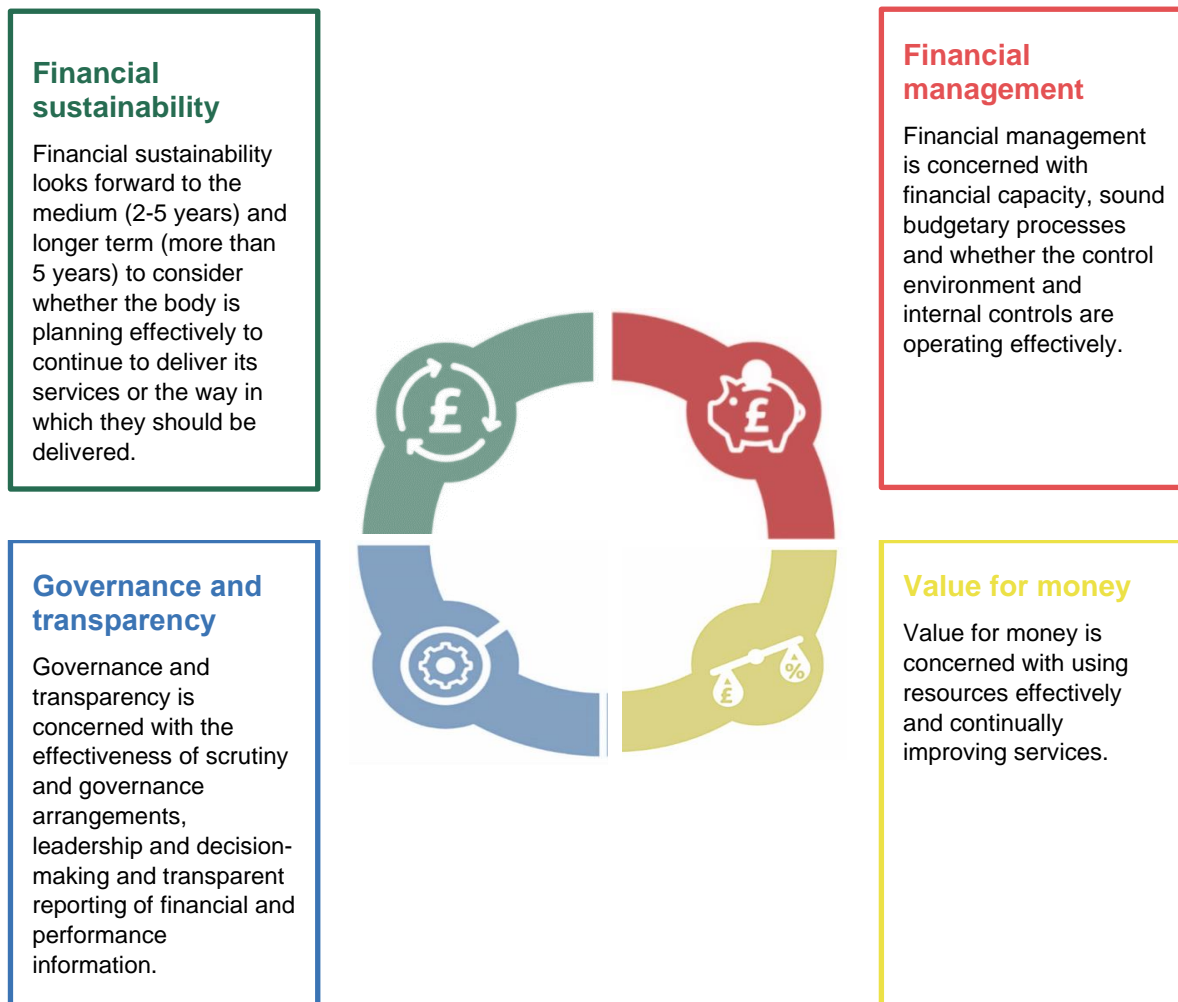 Financial
sustainability
Financial sustainability
looks forward to the
medium (2-5 years) and
longer term (more than
5 years) to consider
whether the body is
planning effectively to
continue to deliver its
services or the way in
which they should be
delivered.
Financial
management
Financial management
is concerned with
financial capacity, sound
budgetary processes
and whether the control
environment and
internal controls are
operating effectively.
£
£
Governance and
transparency
Governance and
transparency is
concerned with the
effectiveness of scrutiny
and governance
arrangements,
leadership and decision-
making and transparent
reporting of financial and
performance
information.
£
%
Value for money
Value for money is
concerned with using
resources effectively
and continually
improving services.